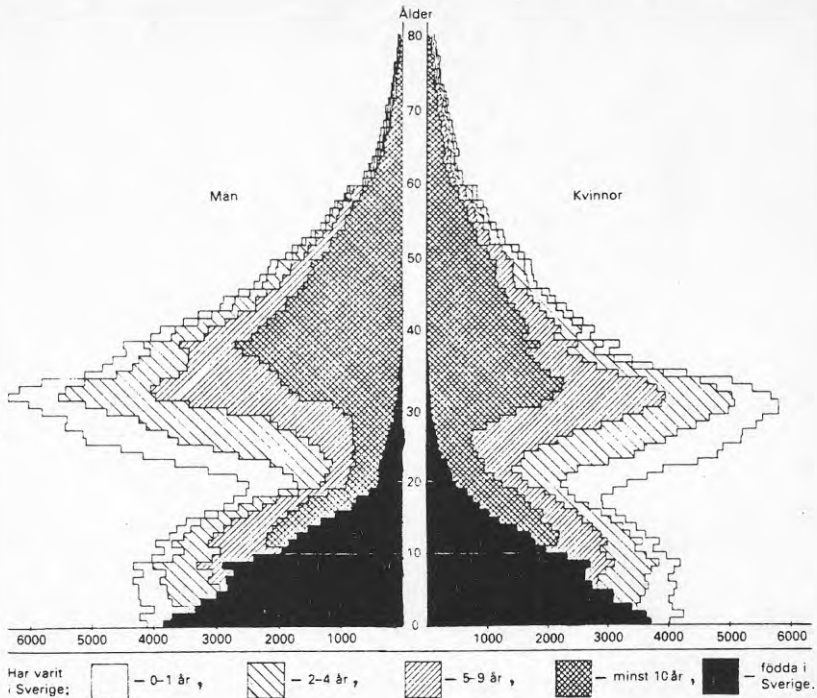 Ålder
80
70
60
50
40
30
20
10
0
Män
Kvinnor
6000 5000 4000 3000 2000 1000
1000 2000 3000 4000 5000 6000
Har varit
i Sverige;
— 0–1 år,
— 2–4 år,
— 5–9 år,
— minst 10 år,
— födda i
Sverige.